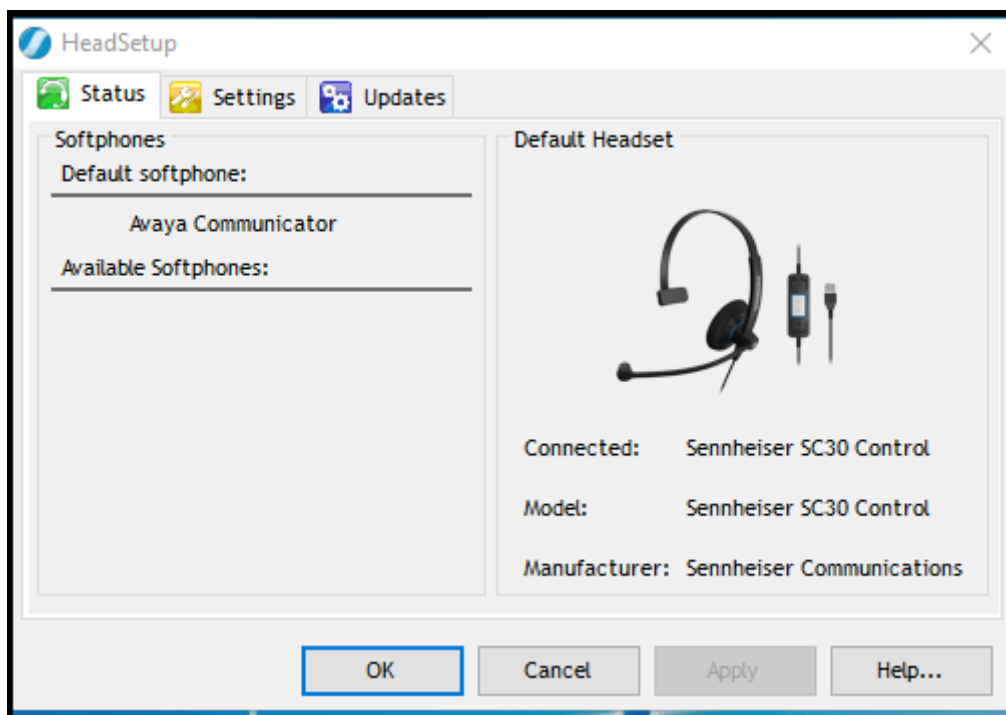 HeadSetup
Status Settings Updates
Softphones
Default softphone:
Avaya Communicator
Available Softphones:
Default Headset
Connected: Sennheiser SC30 Control
Model: Sennheiser SC30 Control
Manufacturer: Sennheiser Communications
OK Cancel Apply Help...